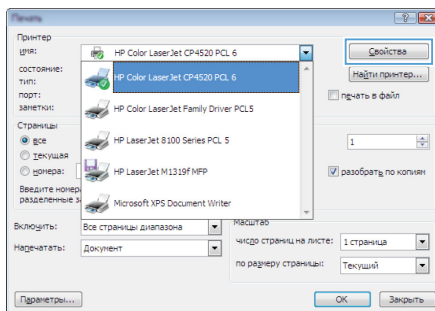 Печать
Принтер
имя: HP Color LaserJet CP4520 PCL 6 Свойства
состояние: HP Color LaserJet CP4520 PCL 6 Найти принтер...
тип:
порт: HP Color LaserJet Family Driver PCL5 печать в файл
заметки:
Страницы
все HP LaserJet 8100 Series PCL 5 1
текущая
номера: HP LaserJet M1319f MFP разобрать по копиям
Введите номера
разделенные з
Microsoft XPS Document Writer
Включить: Все страницы диапазона Масштаб
число страниц на листе: 1 страница
Напечатать: Документ
по размеру страницы: Текущий
Параметры... OK Закрыть